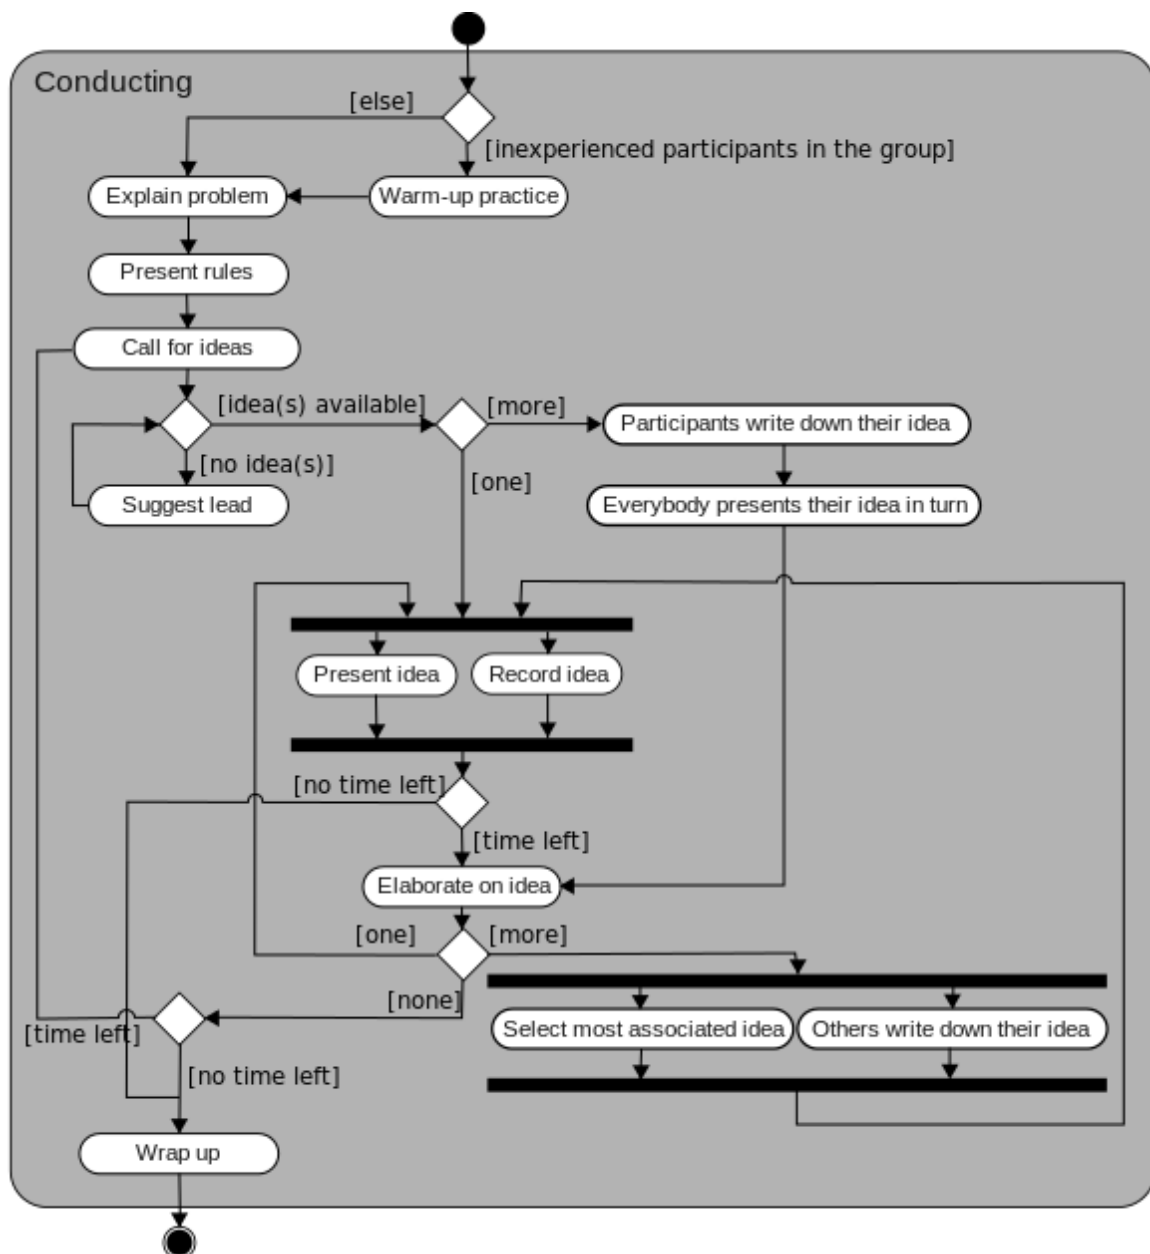 Conducting
[else]
[inexperienced participants in the group]
Explain problem
Warm-up practice
Present rules
Call for ideas
[idea(s) available]
[more]
Participants write down their idea
[no idea(s)]
[one]
Suggest lead
Everybody presents their idea in turn
Present idea
Record idea
[no time left]
[time left]
Elaborate on idea
[one]
[more]
[none]
Select most associated idea
Others write down their idea
[time left]
[no time left]
Wrap up